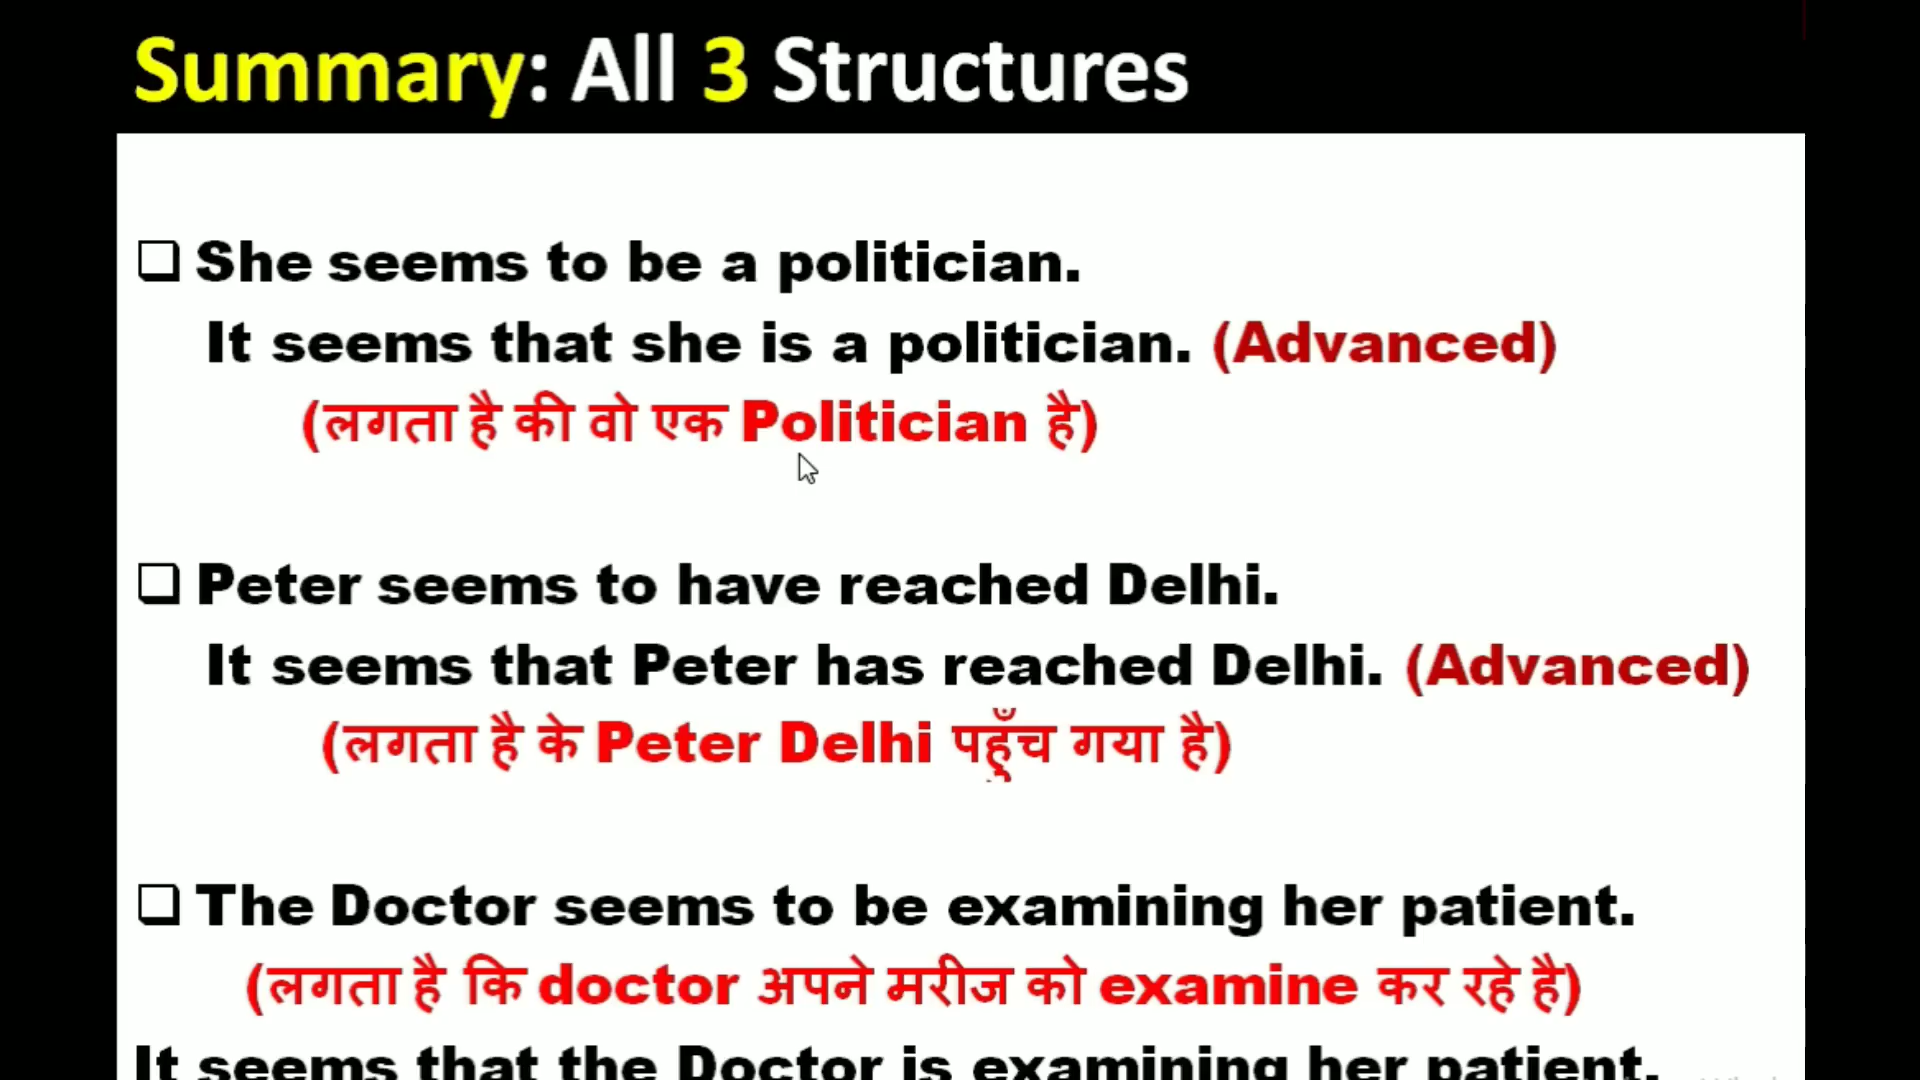 Summary: All 3 Structures
She seems to be a politician.
It seems that she is a politician. (Advanced)
(लगता है की वो एक Politician है)
Peter seems to have reached Delhi.
It seems that Peter has reached Delhi. (Advanced)
(लगता है के Peter Delhi पहुँच गया है)
The Doctor seems to be examining her patient.
(लगता है कि doctor अपने मरीज को examine कर रहे है)
It seems that the Doctor is examining her patient.